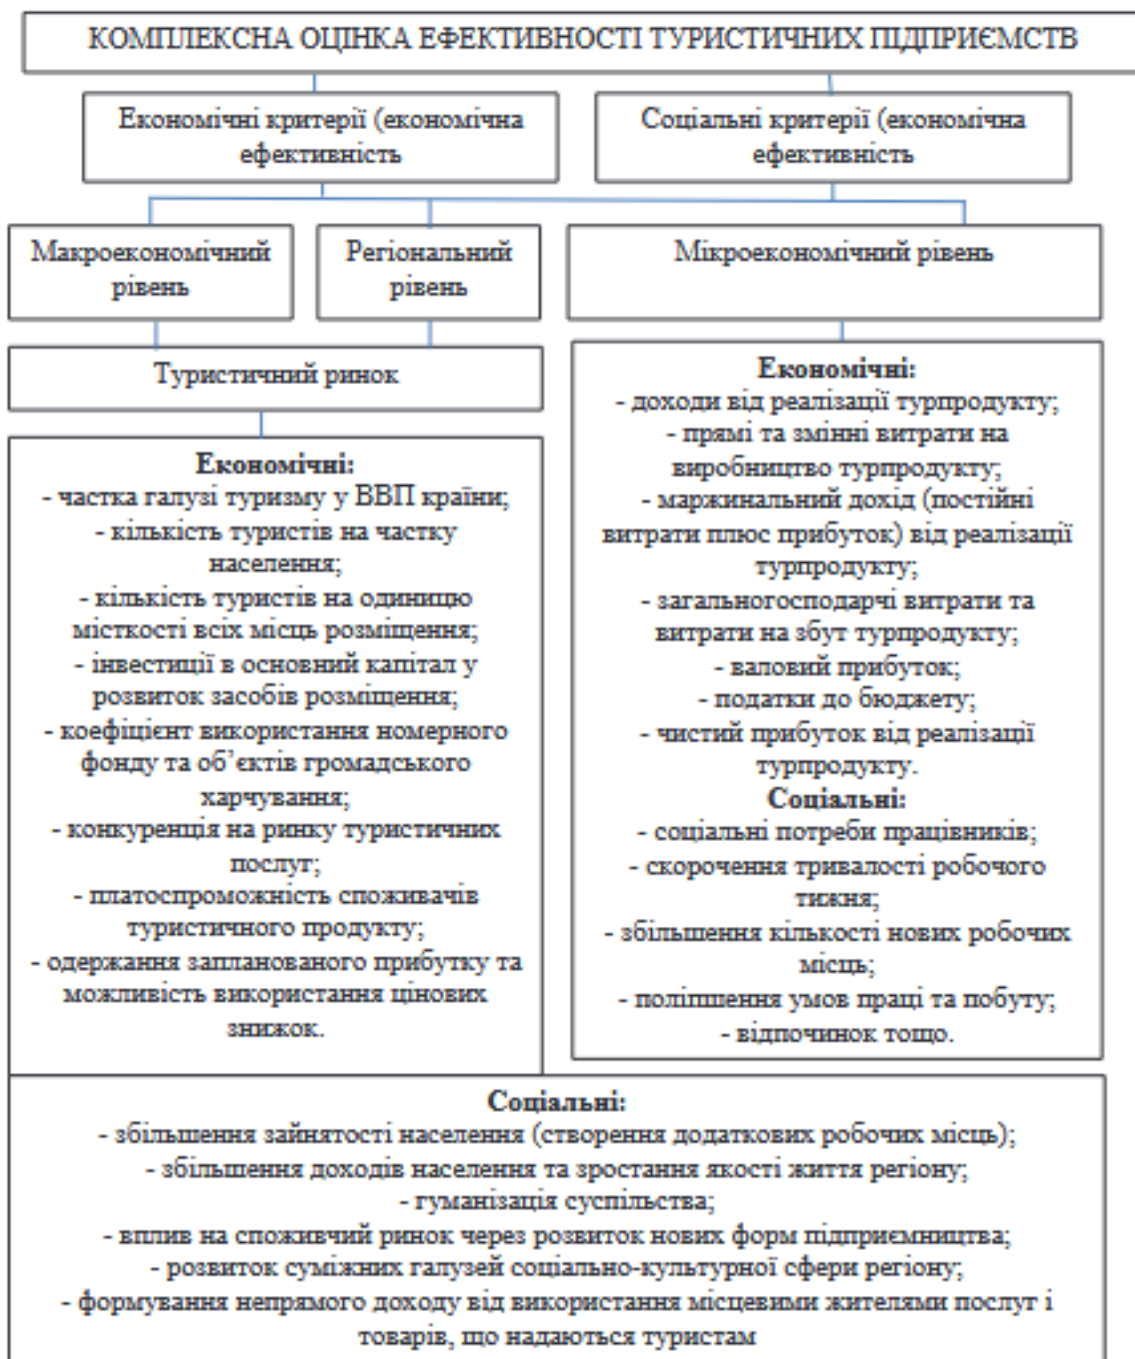 КОМПЛЕКСНА ОЦІНКА ЕФЕКТИВНОСТІ ТУРИСТИЧНИХ ПІДПРИЄМСТВ
Економічні критерії (економічна
ефективність
Соціальні критерії (економічна
ефективність
Макроекономічний
рівень
Регіональний
рівень
Мікроекономічний рівень
Туристичний ринок
Економічні:
- частка галузі туризму у ВВП країни;
- кількість туристів на частку
населення;
- кількість туристів на одиницю
місткості всіх місць розміщення;
- інвестиції в основний капітал у
розвиток засобів розміщення;
- коефіцієнт використання номерного
фонду та об’єктів громадського
харчування;
- конкуренція на ринку туристичних
послуг;
- платоспроможність споживачів
туристичного продукту;
- одержання запланованого прибутку та
можливість використання цінових
знижок.
Економічні:
- доходи від реалізації турпродукту;
- прямі та змінні витрати на
виробництво турпродукту;
- маржинальний дохід (постійні
витрати плюс прибуток) від реалізації
турпродукту;
- загальногосподарчі витрати та
витрати на збут турпродукту;
- валовий прибуток;
- податки до бюджету;
- чистий прибуток від реалізації
турпродукту.
Соціальні:
- соціальні потреби працівників;
- скорочення тривалості робочого
тижня;
- збільшення кількості нових робочих
місць;
- поліпшення умов праці та побуту;
- відпочинок тощо.
Соціальні:
- збільшення зайнятості населення (створення додаткових робочих місць);
- збільшення доходів населення та зростання якості життя регіону;
- гуманізація суспільства;
- вплив на споживчий ринок через розвиток нових форм підприємництва;
- розвиток суміжних галузей соціально-культурної сфери регіону;
- формування непрямого доходу від використання місцевими жителями послуг і
товарів, що надаються туристам